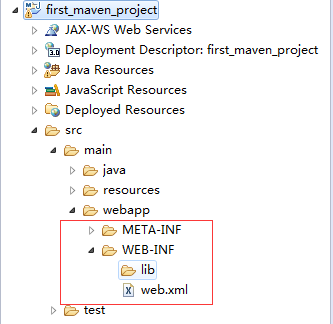 first_maven_project
JAX-WS Web Services
Deployment Descriptor: first_maven_project
Java Resources
JavaScript Resources
Deployed Resources
src
main
java
resources
webapp
META-INF
WEB-INF
lib
web.xml
test